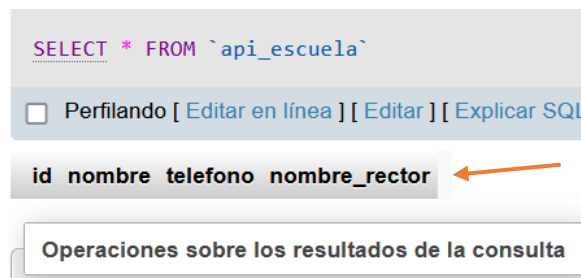 SELECT * FROM `api_escuela`
Perfilando [ Editar en línea ] [ Editar ] [ Explicar SQL
id nombre telefono nombre_rector
Operaciones sobre los resultados de la consulta